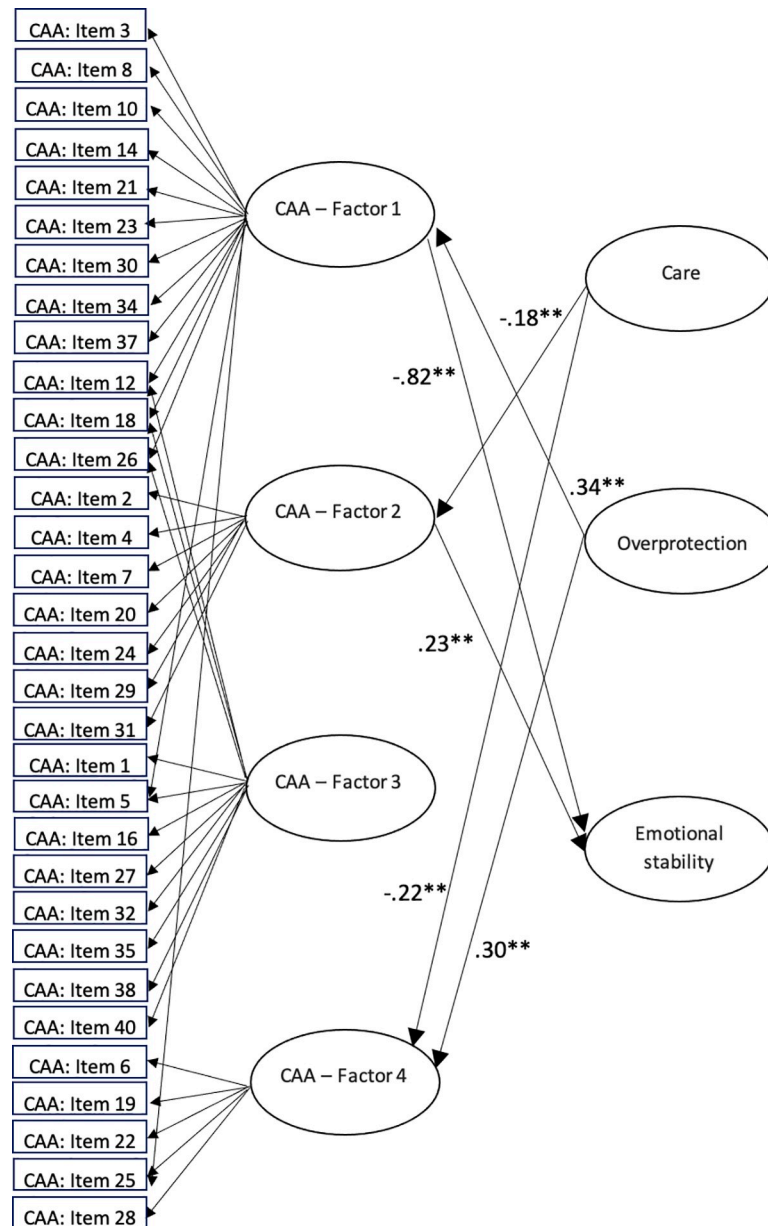 CAA: Item 3
CAA: Item 8
CAA: Item 10
CAA: Item 14
CAA: Item 21
CAA: Item 23
CAA: Item 30
CAA: Item 34
CAA: Item 37
CAA: Item 12
CAA: Item 18
CAA: Item 26
CAA: Item 2
CAA: Item 4
CAA: Item 7
CAA: Item 20
CAA: Item 24
CAA: Item 29
CAA: Item 31
CAA: Item 1
CAA: Item 5
CAA: Item 16
CAA: Item 27
CAA: Item 32
CAA: Item 35
CAA: Item 38
CAA: Item 40
CAA: Item 6
CAA: Item 19
CAA: Item 22
CAA: Item 25
CAA: Item 28
CAA – Factor 1
CAA – Factor 2
CAA – Factor 3
CAA – Factor 4
-.18**
-.82**
.34**
.23**
-.22**
.30**
Care
Overprotection
Emotional
stability